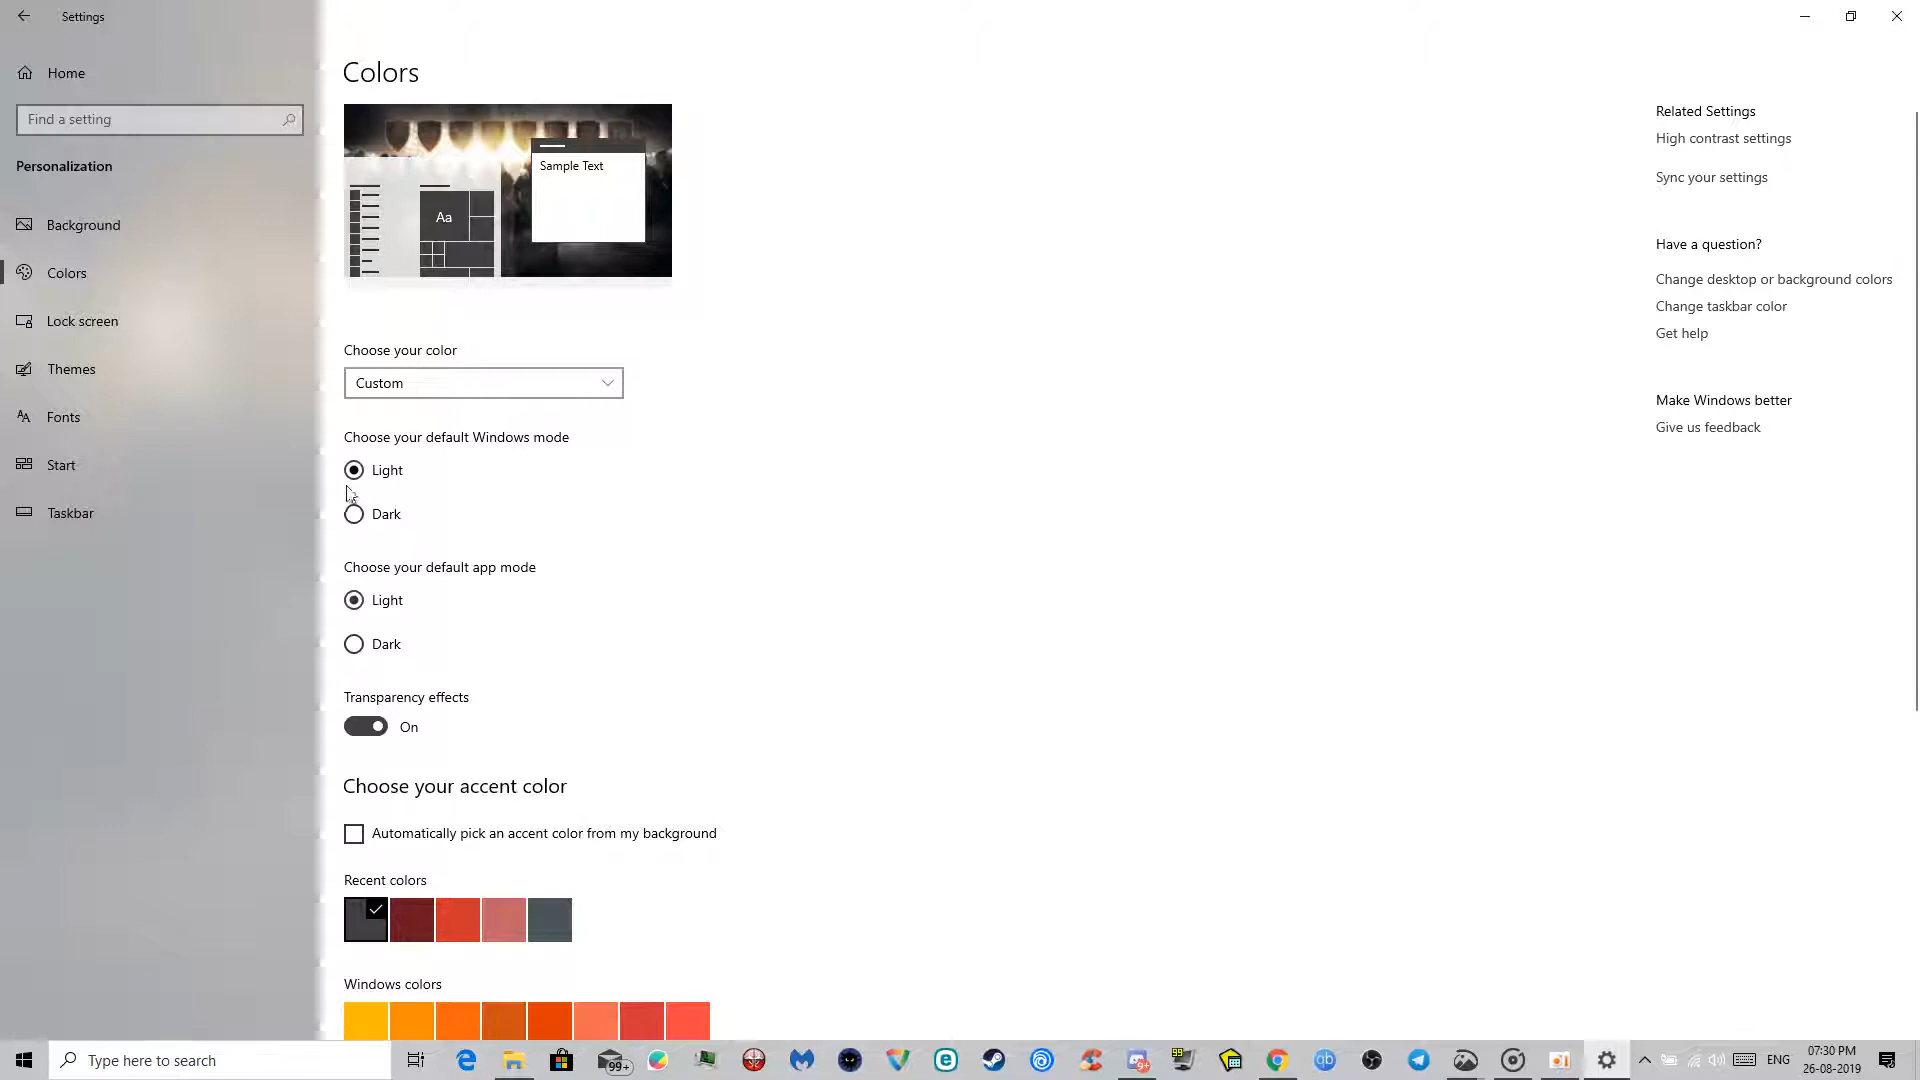 Settings
Home
Find a setting
Personalization
Background
Colors
Lock screen
Themes
Fonts
Start
Taskbar
Colors
Sample Text
Aa
Choose your color
Custom
Choose your default Windows mode
Light
Dark
Choose your default app mode
Light
Dark
Transparency effects
On
Choose your accent color
Automatically pick an accent color from my background
Recent colors
Windows colors
Related Settings
High contrast settings
Sync your settings
Have a question?
Change desktop or background colors
Change taskbar color
Get help
Make Windows better
Give us feedback
Type here to search
99+
9+
99
qb
ENG
07:30 PM
26-08-2019